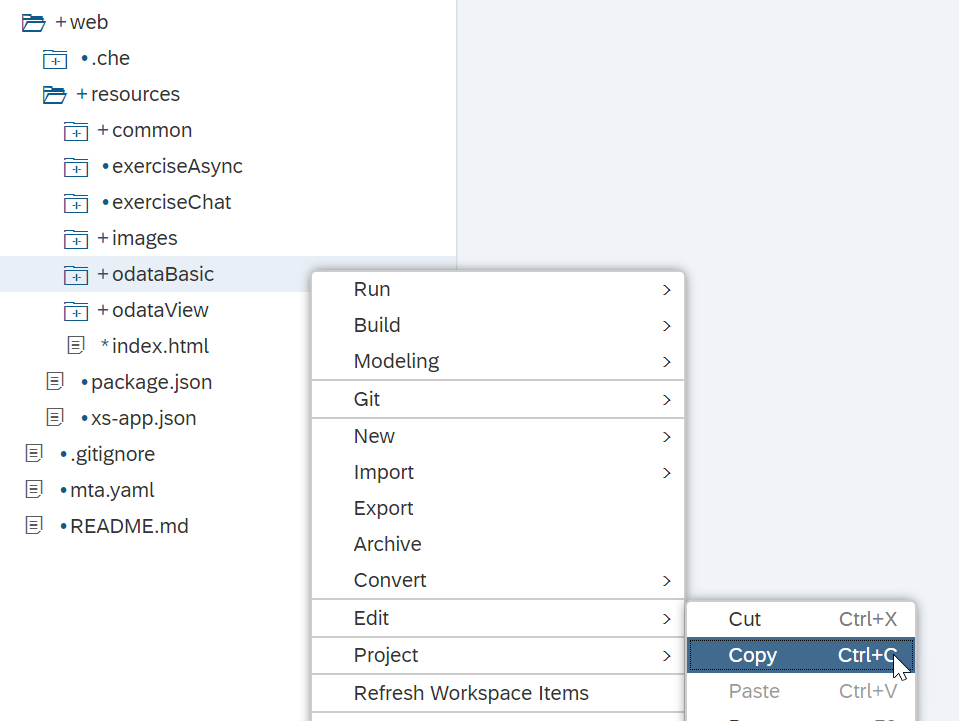 + web
• .che
+ resources
+ common
• exerciseAsync
• exerciseChat
+ images
+ odataBasic
+ odataView
* index.html
• package.json
• xs-app.json
• .gitignore
• mta.yaml
• README.md
Run >
Build >
Modeling >
Git >
New >
Import >
Export
Archive
Convert >
Edit >
Project >
Refresh Workspace Items
Cut Ctrl+X
Copy Ctrl+C
Paste Ctrl+V